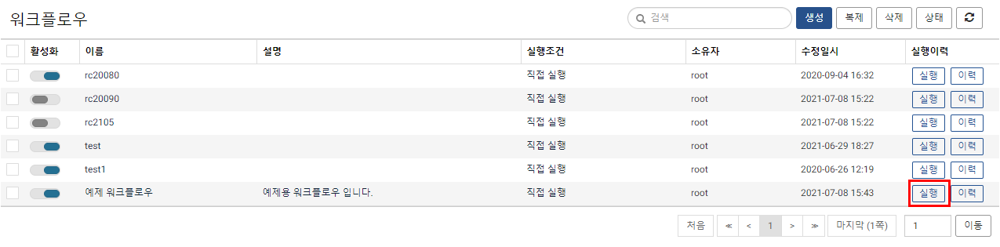 워크플로우
검색 생성 복제 삭제 상태
활성화 이름 설명 실행조건 소유자 수정일시 실행이력
rc20080 직접 실행 root 2020-09-04 16:32 실행 이력
rc20090 직접 실행 root 2021-07-08 15:22 실행 이력
rc2105 직접 실행 root 2021-07-08 15:22 실행 이력
test 직접 실행 root 2021-06-29 18:27 실행 이력
test1 직접 실행 root 2020-06-26 12:19 실행 이력
예제 워크플로우 예제용 워크플로우 입니다. 직접 실행 root 2021-07-08 15:43 실행 이력
처음 ≪ < 1 > ≫ 마지막 (1쪽) 1 이동